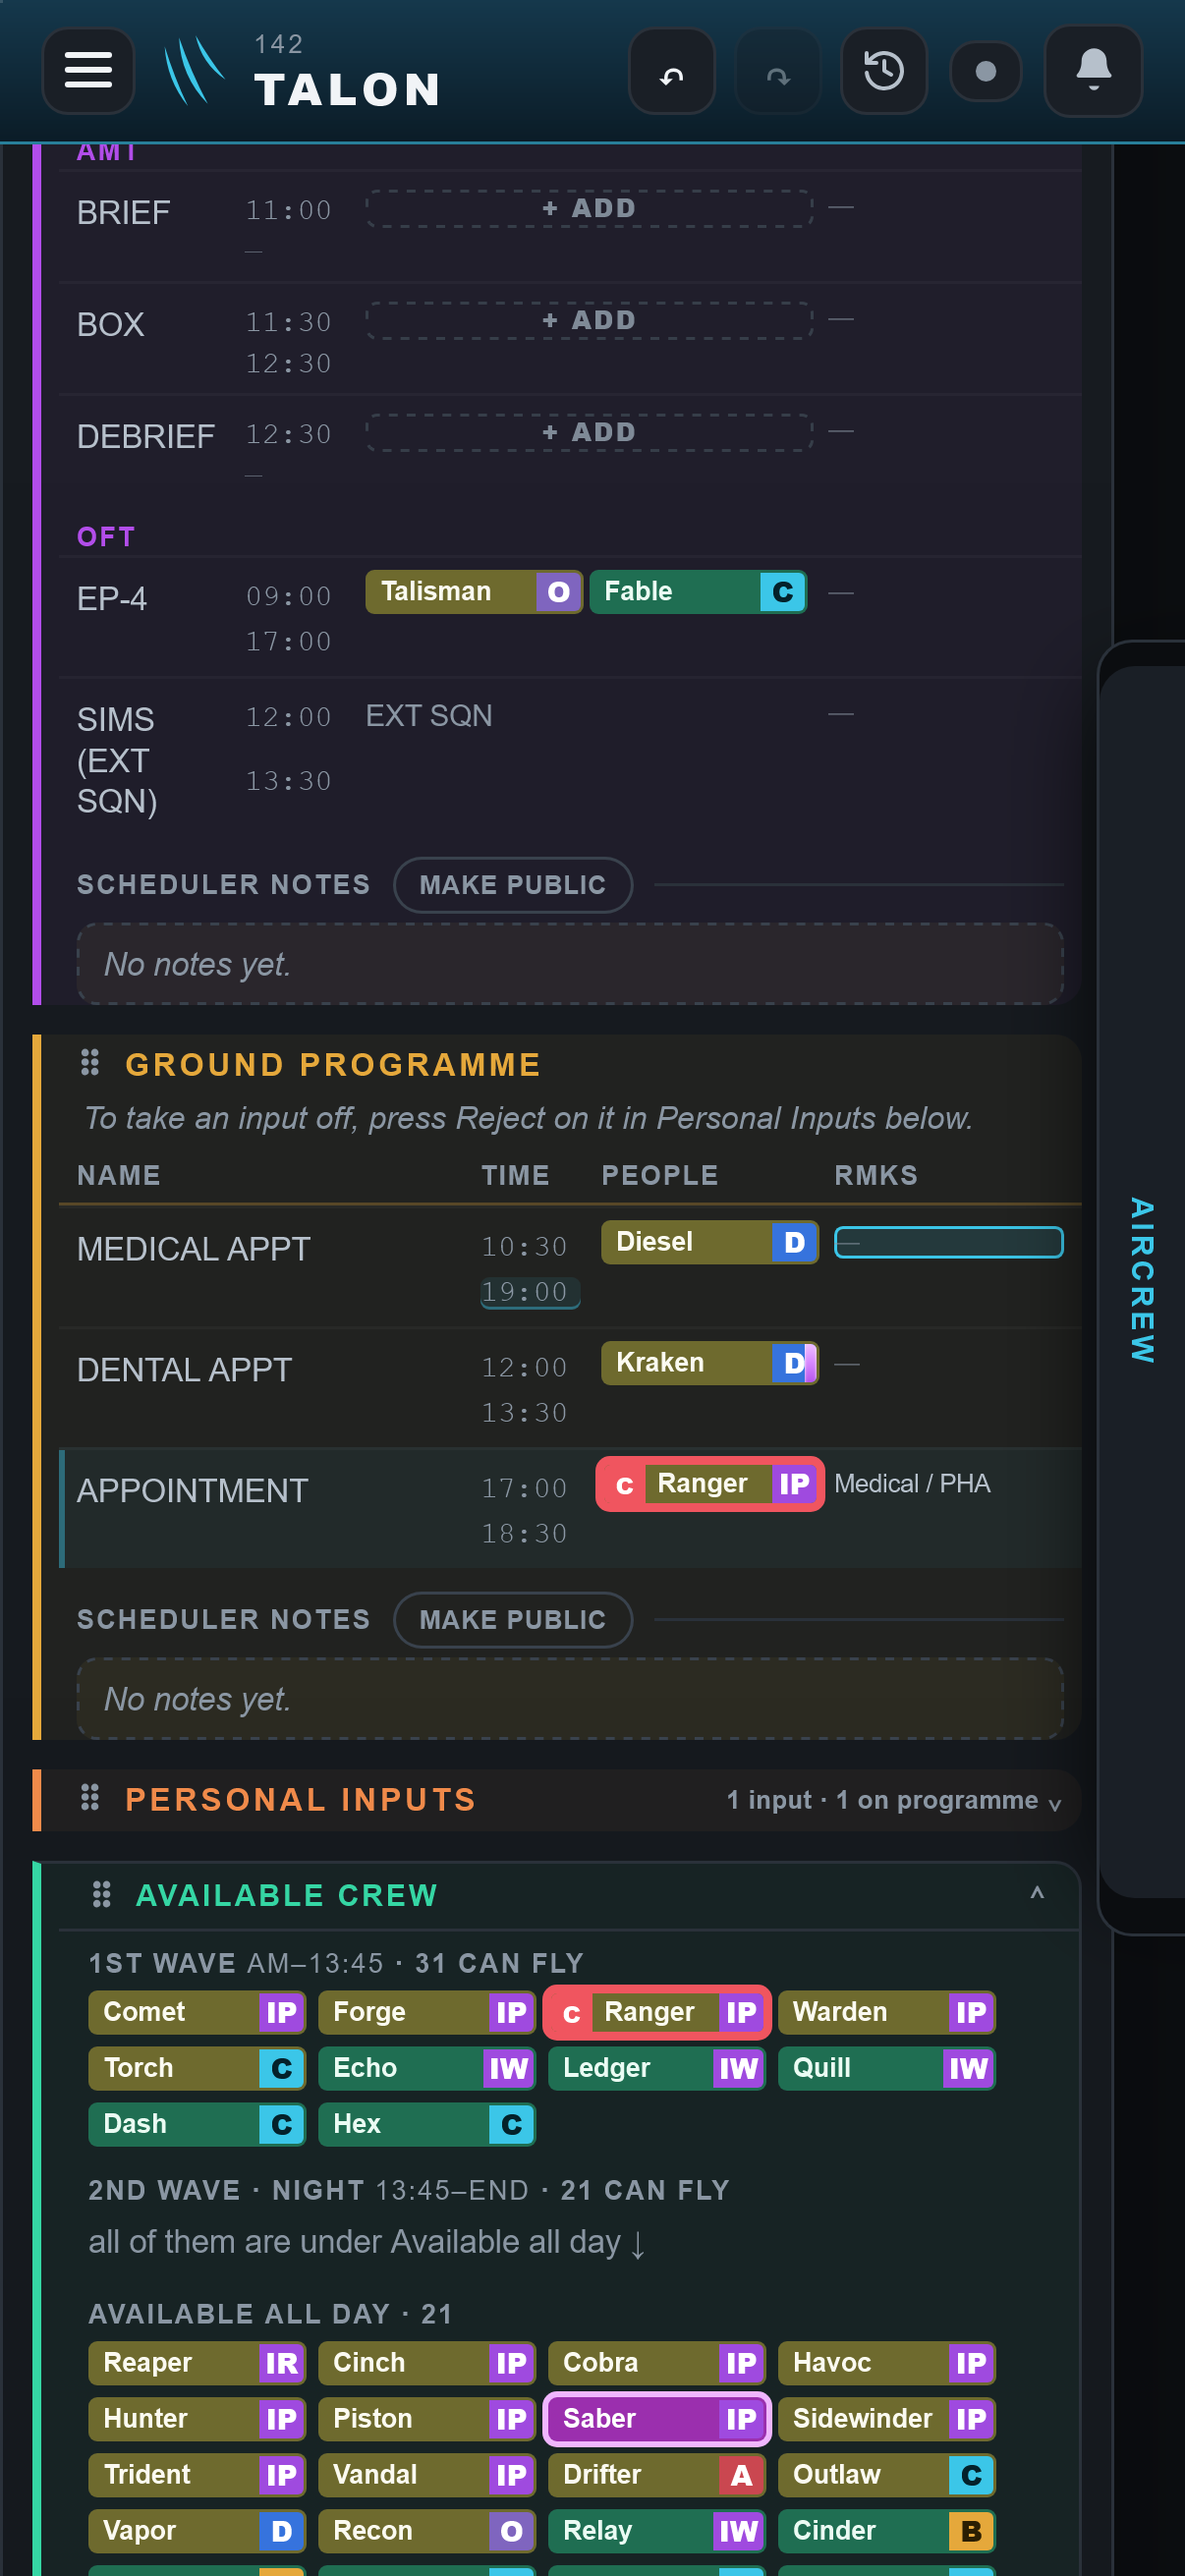 142
TALON
AMT
BRIEF 11:00 + ADD —
—
BOX 11:30 + ADD —
12:30
DEBRIEF 12:30 + ADD —
—
OFT
EP-4 09:00 Talisman O Fable C —
17:00
SIMS 12:00 EXT SQN —
(EXT
13:30
SQN)
SCHEDULER NOTES MAKE PUBLIC
No notes yet.
GROUND PROGRAMME
To take an input off, press Reject on it in Personal Inputs below.
NAME TIME PEOPLE RMKS
MEDICAL APPT 10:30 Diesel D —
19:00
DENTAL APPT 12:00 Kraken D —
13:30
APPOINTMENT 17:00 c Ranger IP Medical / PHA
18:30
SCHEDULER NOTES MAKE PUBLIC
No notes yet.
AIRCREW
PERSONAL INPUTS 1 input · 1 on programme
AVAILABLE CREW
1ST WAVE AM–13:45 · 31 CAN FLY
Comet IP Forge IP c Ranger IP Warden IP
Torch C Echo IW Ledger IW Quill IW
Dash C Hex C
2ND WAVE · NIGHT 13:45–END · 21 CAN FLY
all of them are under Available all day ↓
AVAILABLE ALL DAY · 21
Reaper IR Cinch IP Cobra IP Havoc IP
Hunter IP Piston IP Saber IP Sidewinder IP
Trident IP Vandal IP Drifter A Outlaw C
Vapor D Recon O Relay IW Cinder B